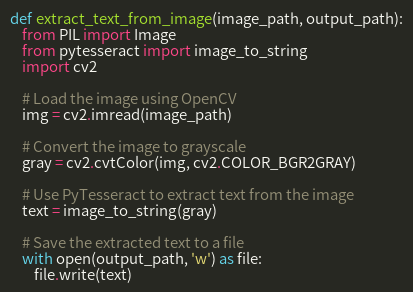 def extract_text_from_image(image_path, output_path):
    from PIL import Image
    from pytesseract import image_to_string
    import cv2

    # Load the image using OpenCV
    img = cv2.imread(image_path)

    # Convert the image to grayscale
    gray = cv2.cvtColor(img, cv2.COLOR_BGR2GRAY)

    # Use PyTesseract to extract text from the image
    text = image_to_string(gray)

    # Save the extracted text to a file
    with open(output_path, 'w') as file:
        file.write(text)